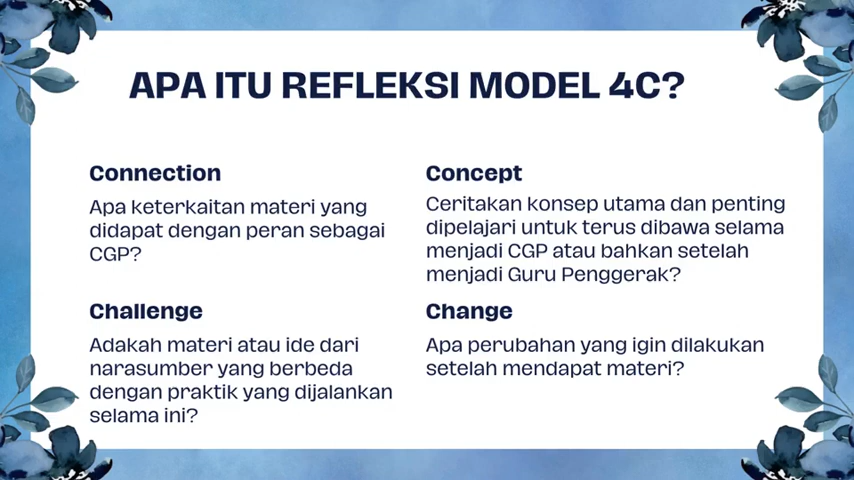 APA ITU REFLEKSI MODEL 4C?
Connection
Apa keterkaitan materi yang
didapat dengan peran sebagai
CGP?
Concept
Ceritakan konsep utama dan penting
dipelajari untuk terus dibawa selama
menjadi CGP atau bahkan setelah
menjadi Guru Penggerak?
Challenge
Adakah materi atau ide dari
narasumber yang berbeda
dengan praktik yang dijalankan
selama ini?
Change
Apa perubahan yang igin dilakukan
setelah mendapat materi?